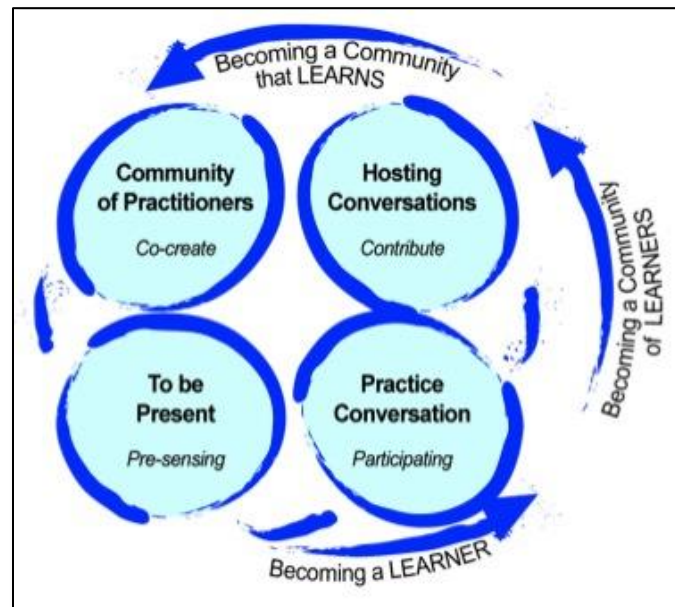 Becoming a Community
that LEARNS
Community
of Practitioners
Co-create
Hosting
Conversations
Contribute
Becoming a Community
of LEARNERS
To be
Present
Pre-sensing
Practice
Conversation
Participating
Becoming a LEARNER